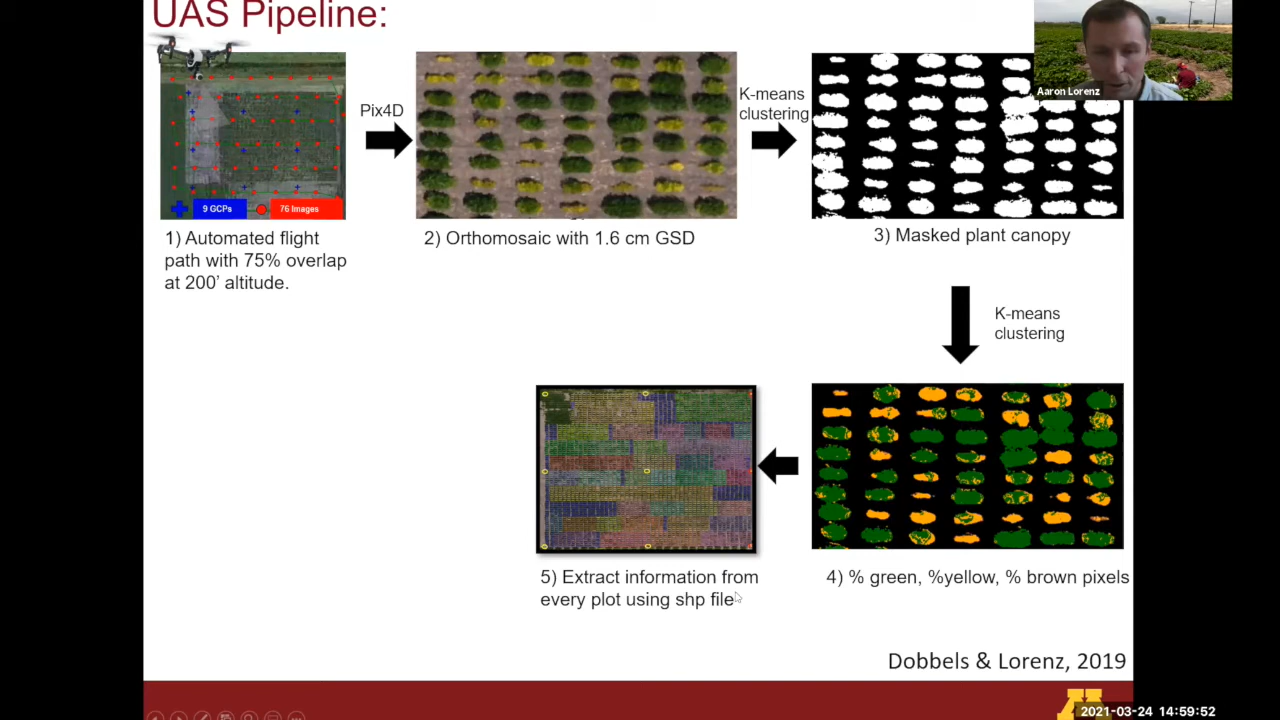 UAS Pipeline:
Aaron Lorenz
Pix4D
K-means
clustering
9 GCPs
76 Images
1) Automated flight
path with 75% overlap
at 200’ altitude.
2) Orthomosaic with 1.6 cm GSD
3) Masked plant canopy
K-means
clustering
5) Extract information from
every plot using shp file
4) % green, %yellow, % brown pixels
Dobbels & Lorenz, 2019
2021-03-24 14:59:52